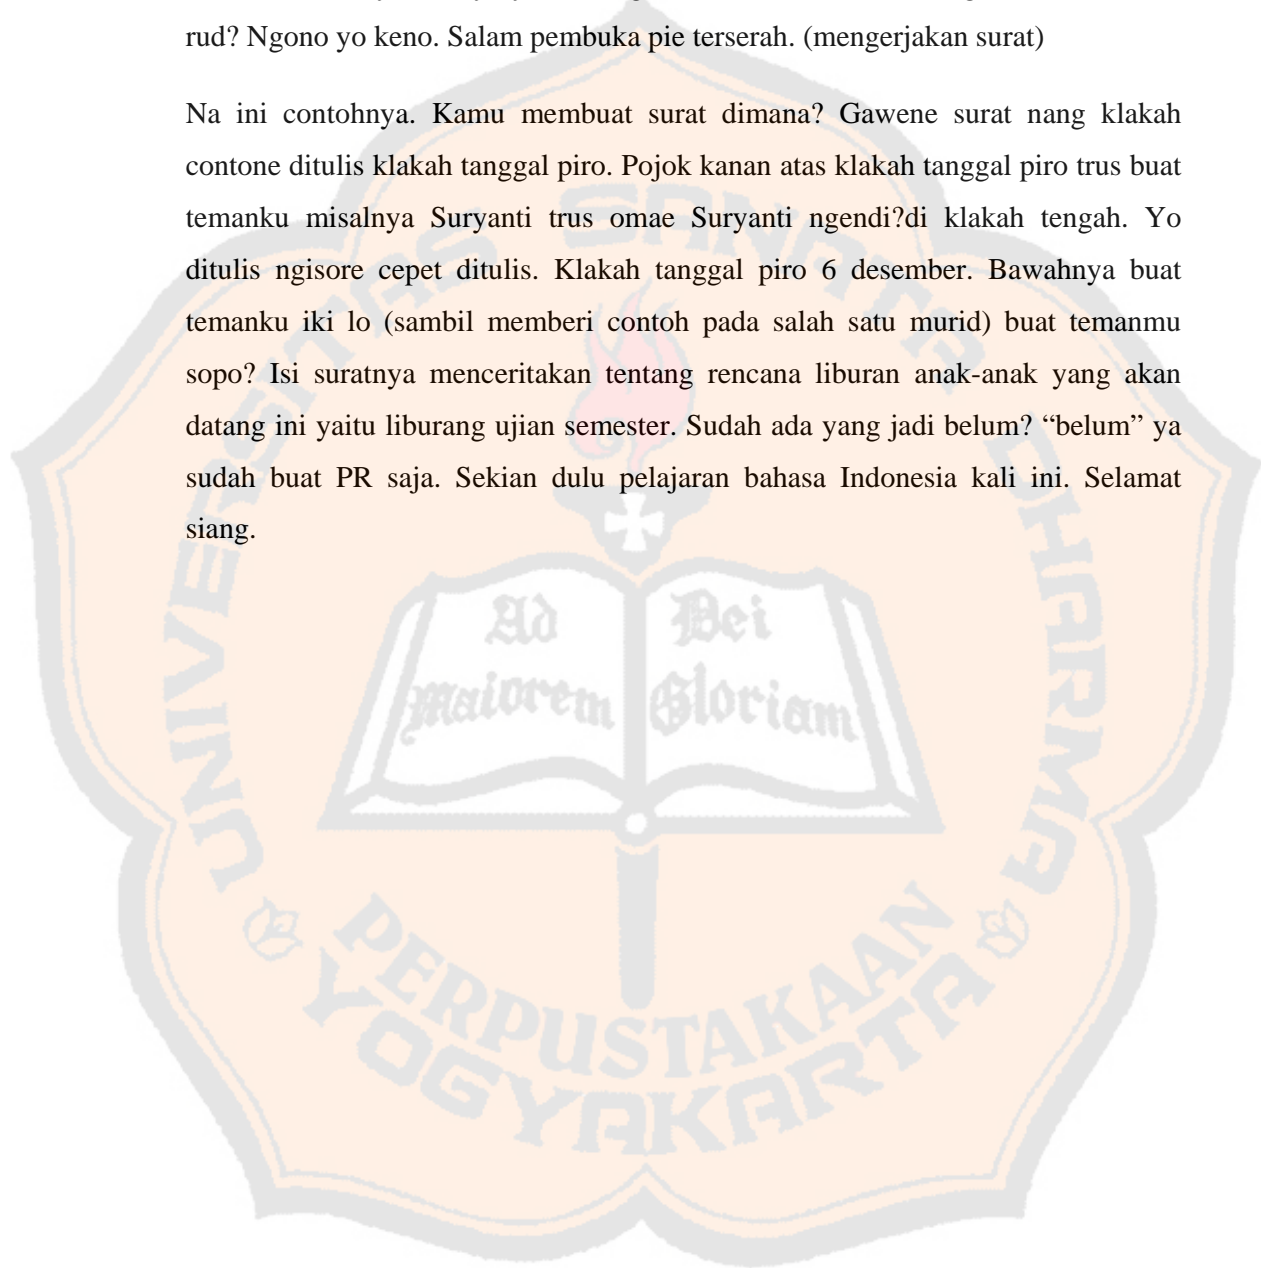 rud? Ngono yo keno. Salam pembuka pie terserah. (mengerjakan surat)
Na ini contohnya. Kamu membuat surat dimana? Gawene surat nang klakah
contone ditulis klakah tanggal piro. Pojok kanan atas klakah tanggal piro trus buat
temanku misalnya Suryanti trus omae Suryanti ngendi?di klakah tengah. Yo
ditulis ngisore cepet ditulis. Klakah tanggal piro 6 desember. Bawahnya buat
temanku iki lo (sambil memberi contoh pada salah satu murid) buat temanmu
sopo? Isi suratnya menceritakan tentang rencana liburan anak-anak yang akan
datang ini yaitu liburang ujian semester. Sudah ada yang jadi belum? “belum” ya
sudah buat PR saja. Sekian dulu pelajaran bahasa Indonesia kali ini. Selamat
siang.
UNIVERSITAS SANATA DHARMA
Ad Maiorem
Dei Gloriam
PERPUSTAKAAN
YOGYAKARTA